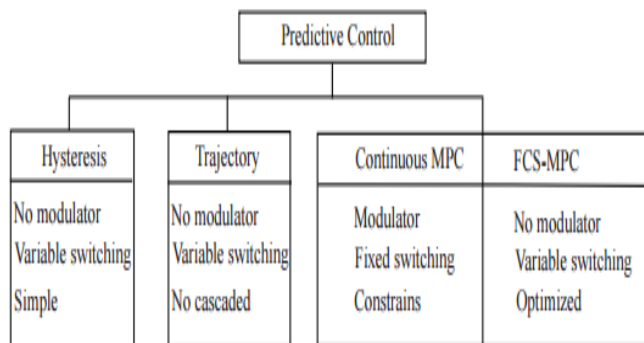 Predictive Control
Hysteresis
No modulator
Variable switching
Simple
Trajectory
No modulator
Variable switching
No cascaded
Continuous MPC
Modulator
Fixed switching
Constrains
FCS-MPC
No modulator
Variable switching
Optimized